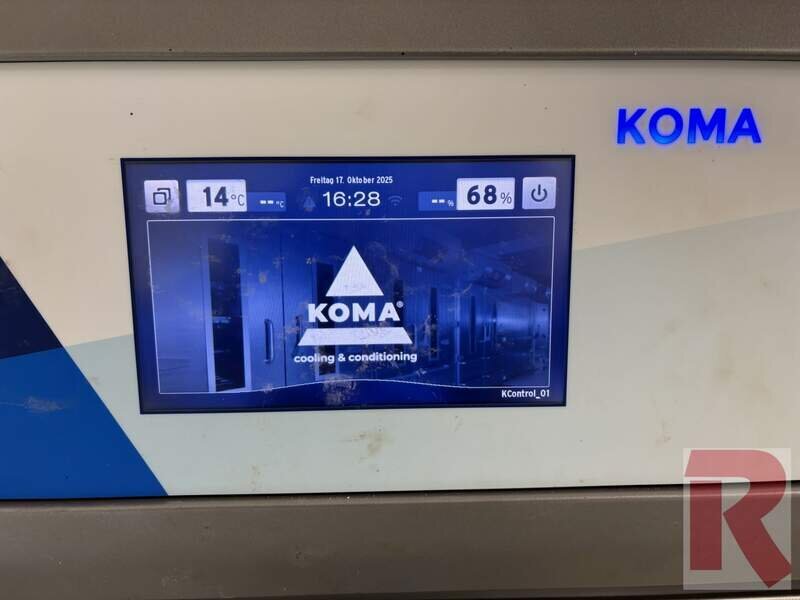 KOMA
Freitag 17. Oktober 2025
14°C
--°C
16:28
--%
68%
KOMA®
cooling & conditioning
KControl_01
R